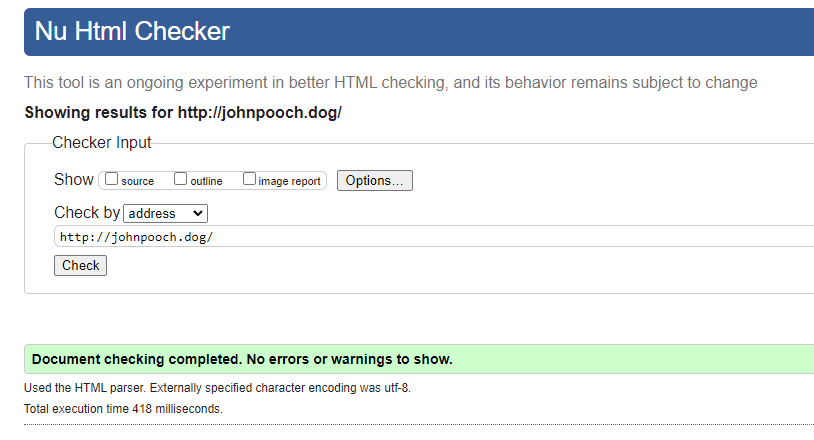 Nu Html Checker
This tool is an ongoing experiment in better HTML checking, and its behavior remains subject to change
Showing results for http://johnpooch.dog/
Checker Input
Show source outline image report Options...
Check by address
http://johnpooch.dog/
Check
Document checking completed. No errors or warnings to show.
Used the HTML parser. Externally specified character encoding was utf-8.
Total execution time 418 milliseconds.